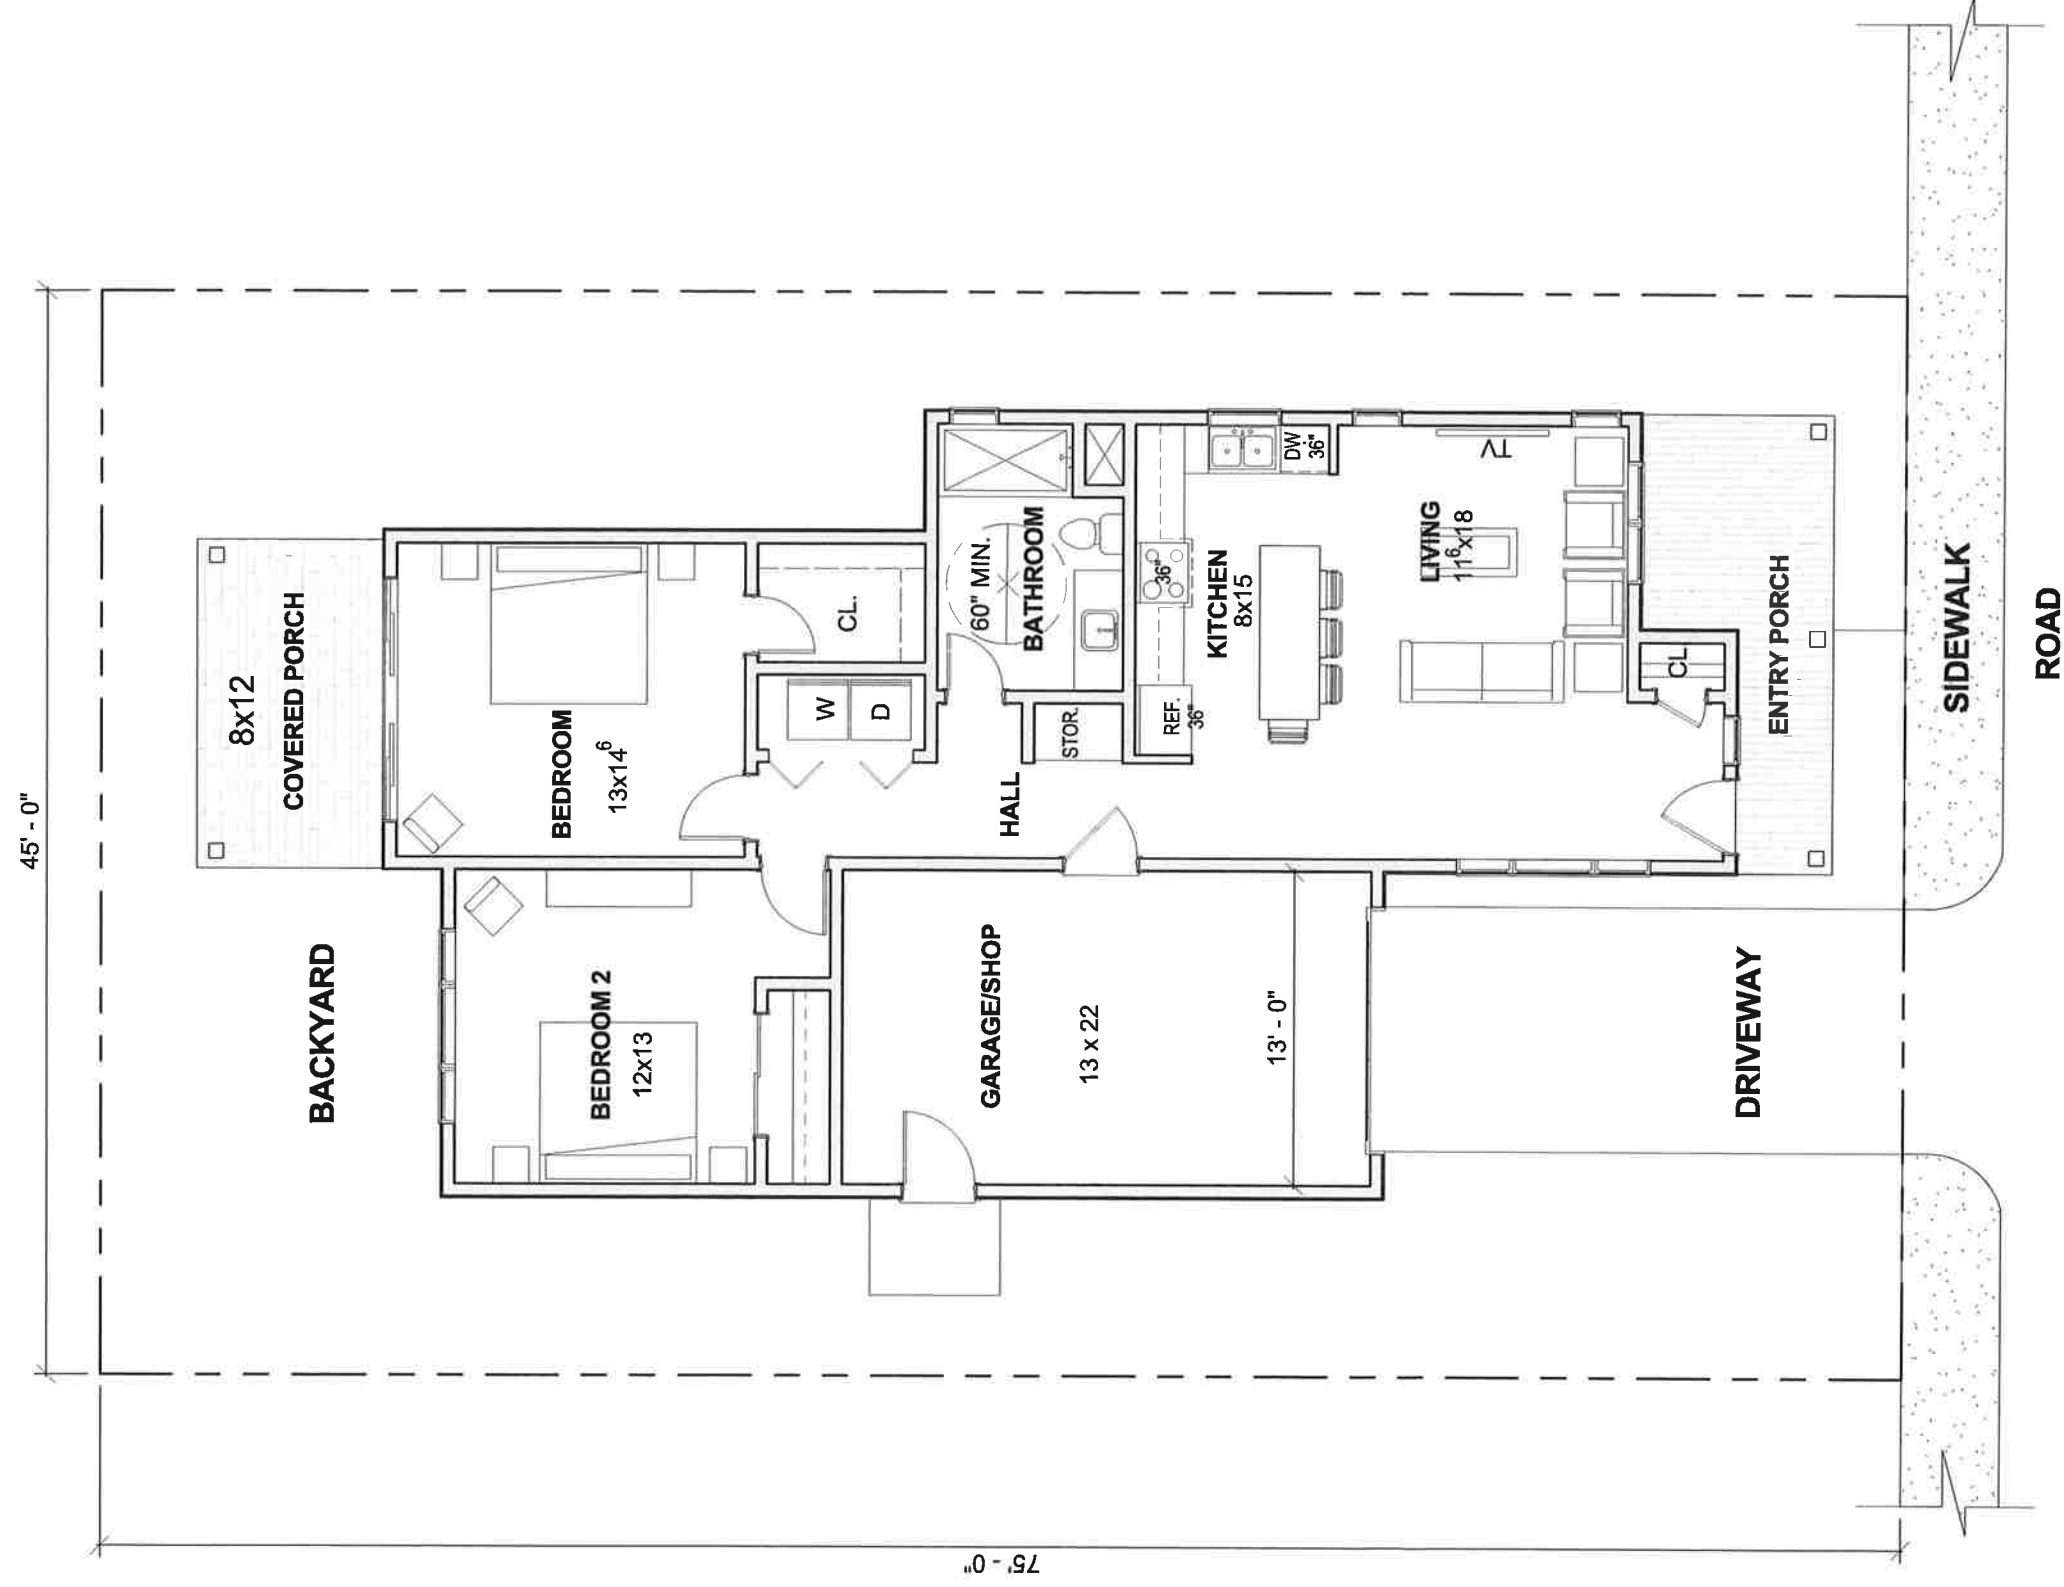 45' - 0"
8x12
COVERED PORCH
BACKYARD
BEDROOM
13x14⁶
CL.
W
D
BEDROOM 2
12x13
60" MIN.
BATHROOM
HALL
STOR.
GARAGE/SHOP
13 x 22
13' - 0"
KITCHEN
8x15
REF.
36"
36"
DW
36"
LIVING
11⁶x18
CL
ENTRY PORCH
DRIVEWAY
SIDEWALK
ROAD
75' - 0"